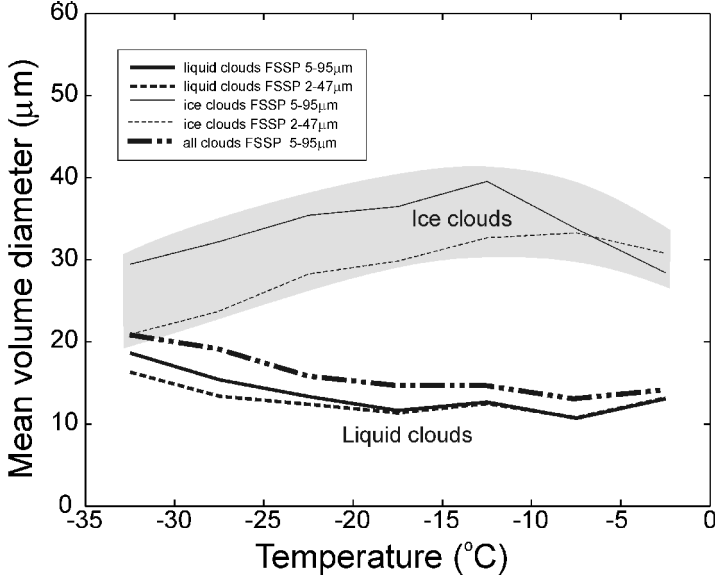 60
50
40
30
20
10
0
Mean volume diameter (μm)
liquid clouds FSSP 5-95μm
liquid clouds FSSP 2-47μm
ice clouds FSSP 5-95μm
ice clouds FSSP 2-47μm
all clouds FSSP 5-95μm
Ice clouds
Liquid clouds
-35 -30 -25 -20 -15 -10 -5 0
Temperature (°C)